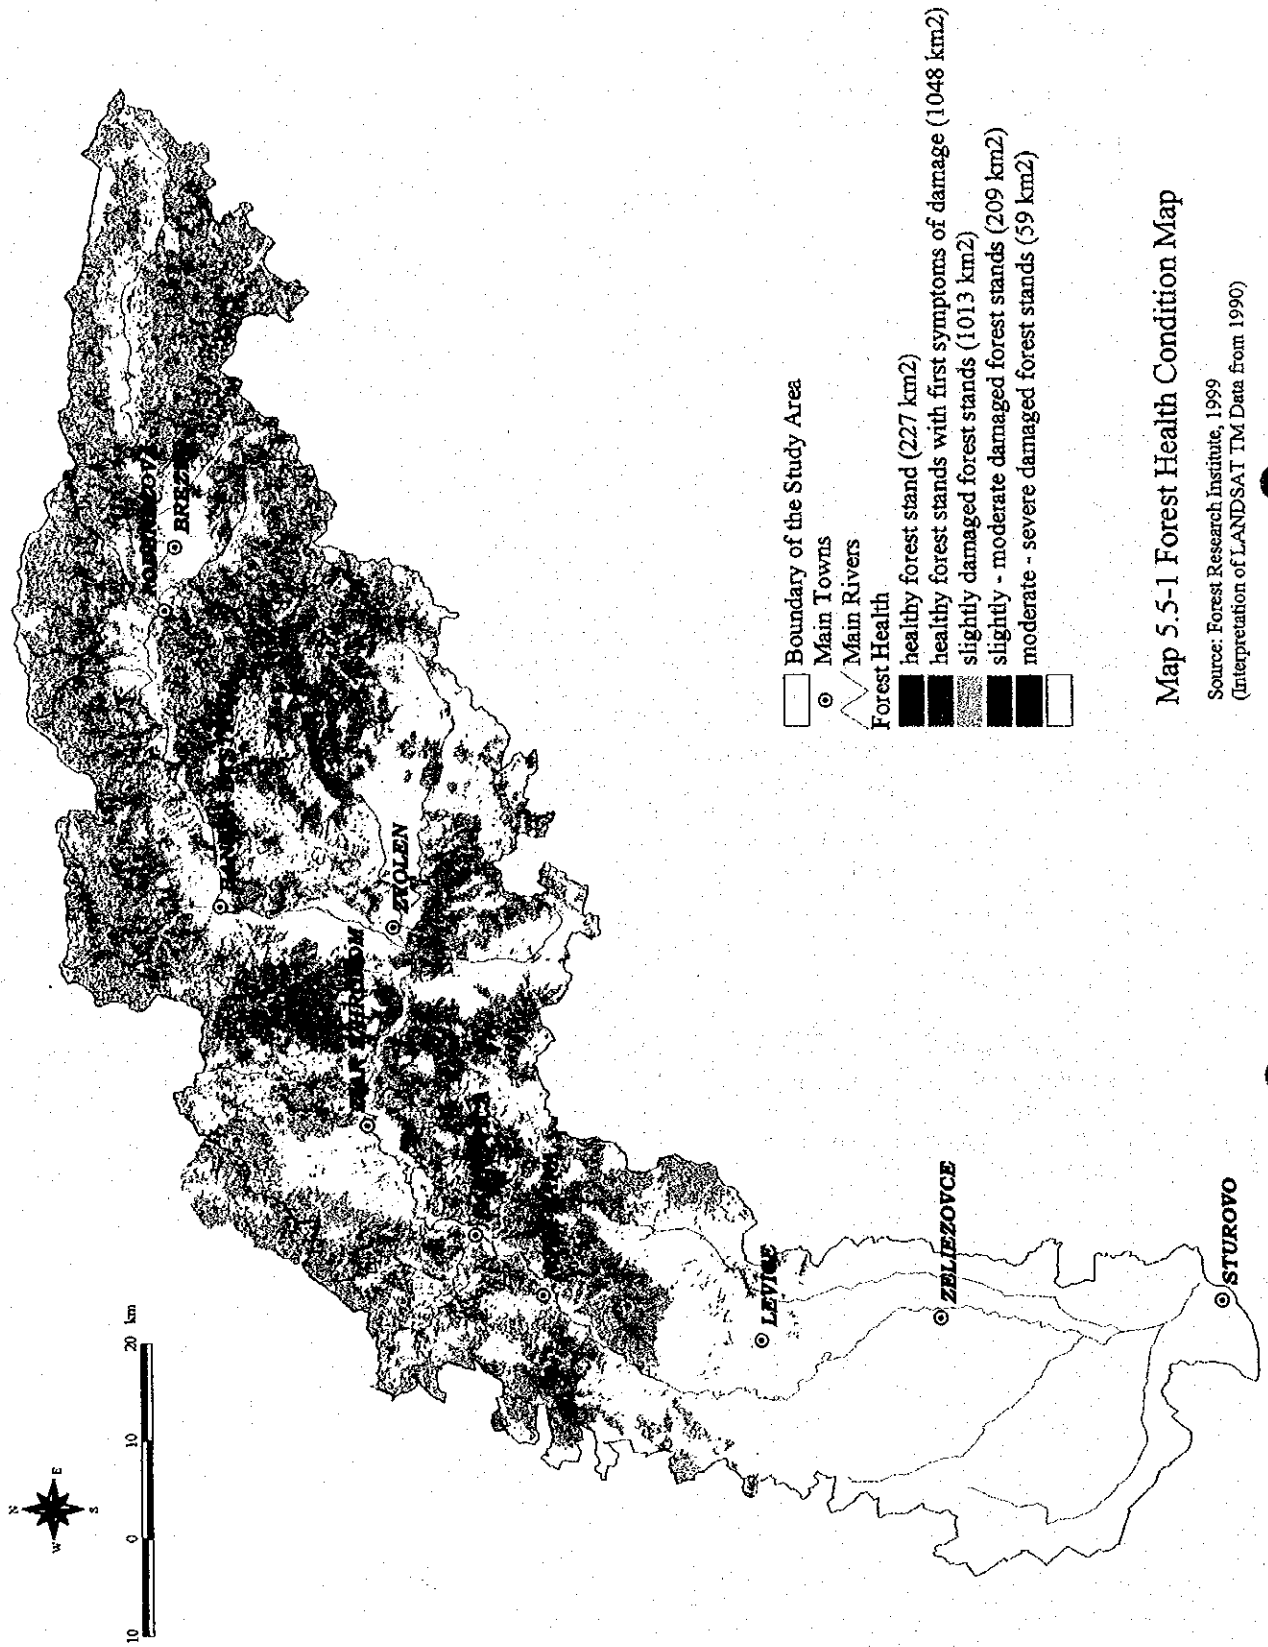 N
W E
S
10 0 10 20 km
BREZN
ZVOLEN
LEVICE
ZELIEZOVCE
STUROVO
Boundary of the Study Area
Main Towns
Main Rivers
Forest Health
healthy forest stand (227 km2)
healthy forest stands with first symptoms of damage (1048 km2)
slightly damaged forest stands (1013 km2)
slightly - moderate damaged forest stands (209 km2)
moderate - severe damaged forest stands (59 km2)
Map 5.5-1 Forest Health Condition Map
Source: Forest Research Institute, 1999
(Interpretation of LANDSAT TM Data from 1990)